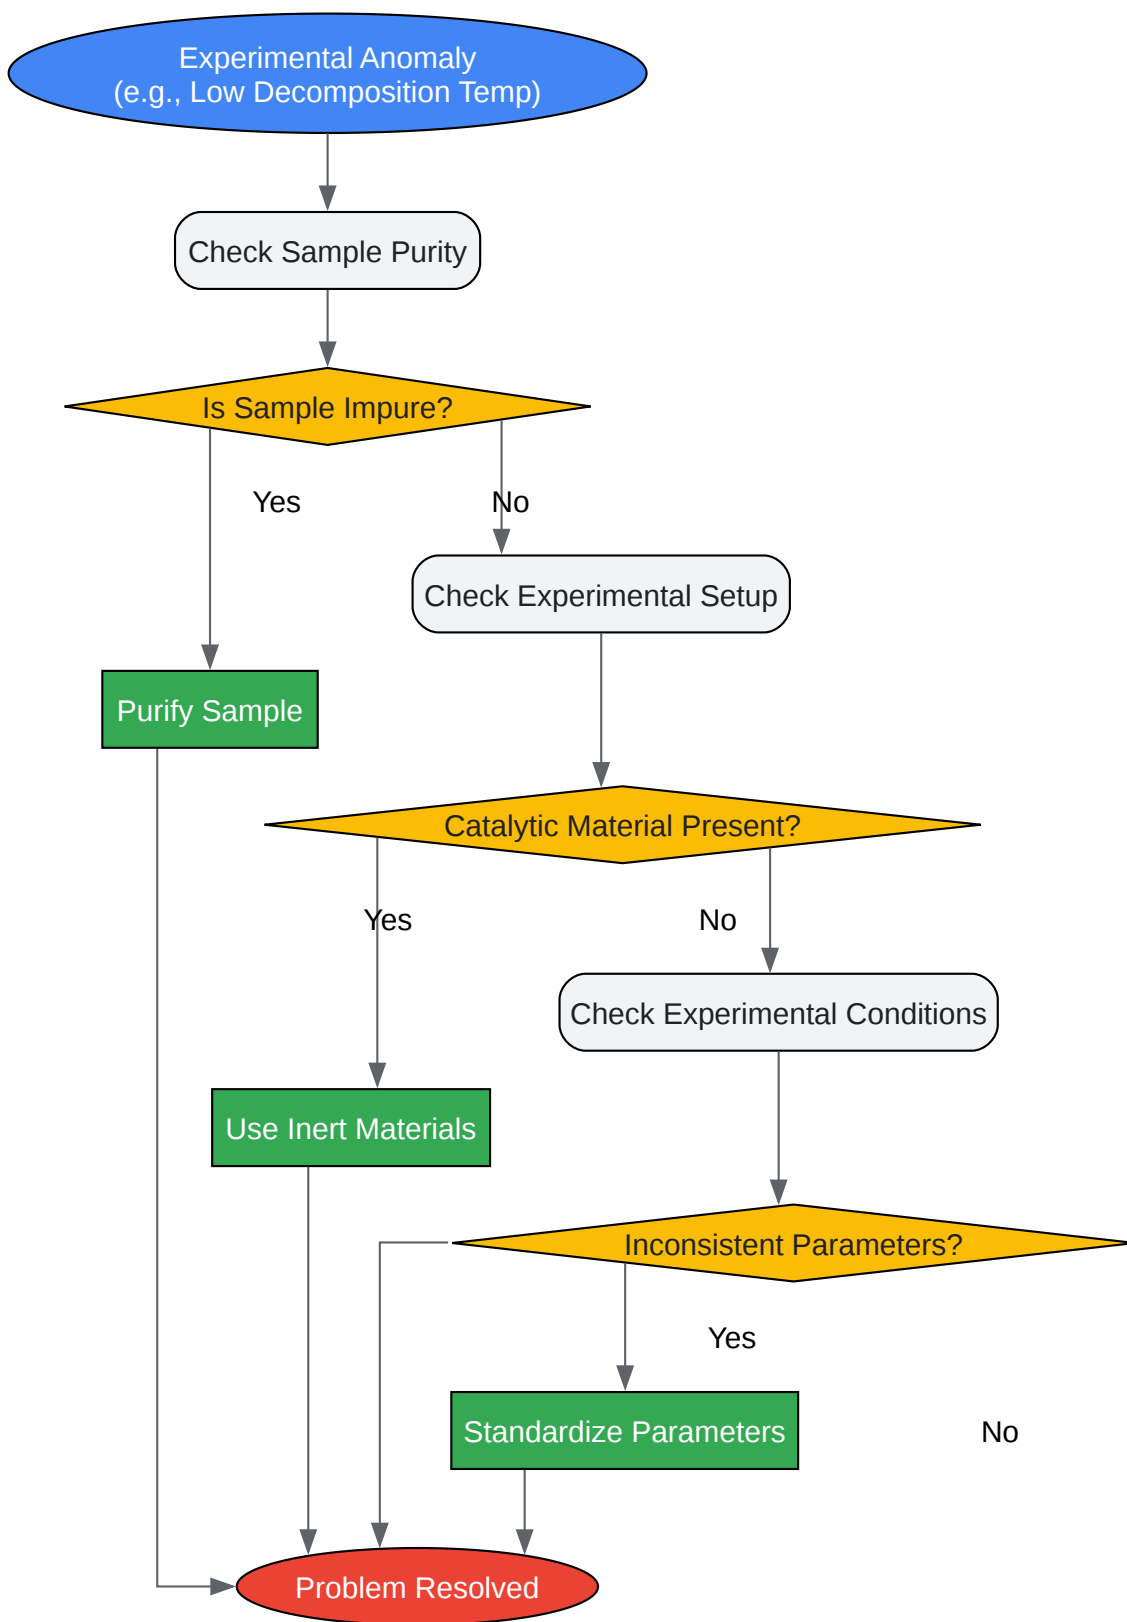 Experimental Anomaly
(e.g., Low Decomposition Temp)
Check Sample Purity
Is Sample Impure?
Yes
No
Check Experimental Setup
Purify Sample
Catalytic Material Present?
Yes
No
Check Experimental Conditions
Use Inert Materials
Inconsistent Parameters?
Yes
Standardize Parameters
No
Problem Resolved